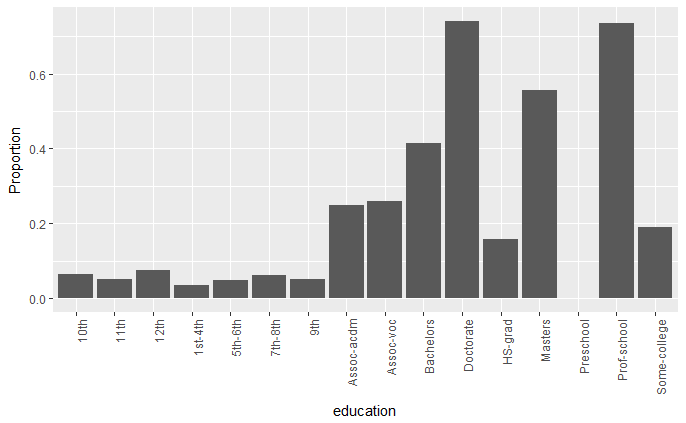 Proportion
0.6
0.4
0.2
0.0
10th
11th
12th
1st-4th
5th-6th
7th-8th
9th
Assoc-acdm
Assoc-voc
Bachelors
Doctorate
HS-grad
Masters
Preschool
Prof-school
Some-college
education